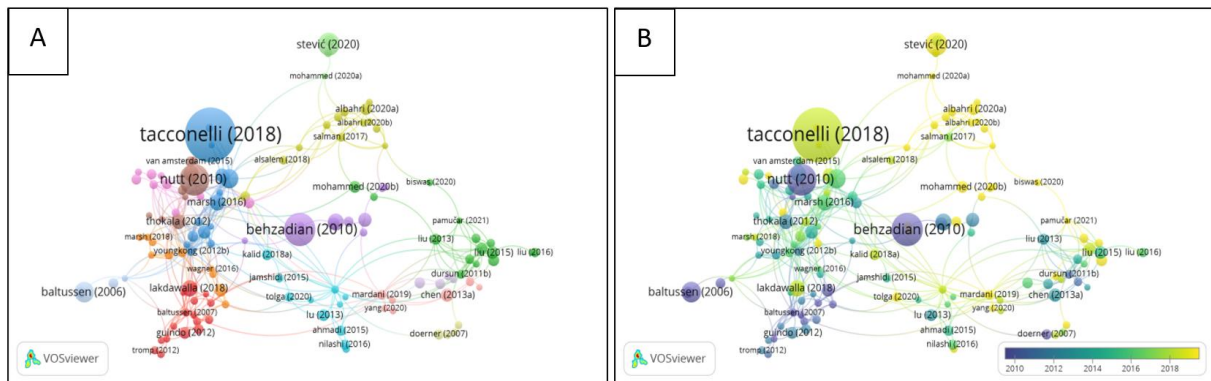 A
stević (2020)
mohammed (2020a)
albahri (2020a)
albahri (2020b)
salman (2017)
tacconelli (2018)
van amsterdam (2015)
alsalem (2018)
nutt (2010)
mohammed (2020b)
biswas (2020)
marsh (2016)
thokala (2012)
behzadian (2010)
pamučar (2021)
marsh (2018)
liu (2013)
youngkong (2012b)
kalid (2018a)
liu (2015)
liu (2016)
wagner (2016)
jamshidi (2015)
dursun (2011b)
baltussen (2006)
lakdawalla (2018)
tolga (2020)
mardani (2019)
chen (2013a)
yang (2020)
baltussen (2007)
lu (2013)
guindo (2012)
ahmadi (2015)
doerner (2007)
nilashi (2016)
tromp (2012)
VOSviewer
B
stević (2020)
mohammed (2020a)
albahri (2020a)
albahri (2020b)
salman (2017)
tacconelli (2018)
van amsterdam (2015)
alsalem (2018)
nutt (2010)
mohammed (2020b)
biswas (2020)
marsh (2016)
thokala (2012)
behzadian (2010)
pamučar (2021)
marsh (2018)
liu (2013)
youngkong (2012b)
kalid (2018a)
liu (2015)
liu (2016)
wagner (2016)
jamshidi (2015)
dursun (2011b)
baltussen (2006)
lakdawalla (2018)
tolga (2020)
mardani (2019)
chen (2013a)
yang (2020)
baltussen (2007)
lu (2013)
guindo (2012)
ahmadi (2015)
doerner (2007)
nilashi (2016)
tromp (2012)
VOSviewer
2010 2012 2014 2016 2018